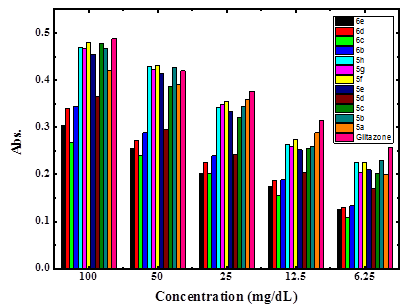 0.5
0.4
0.3
0.2
0.1
0.0
Abs.
6e
6d
6c
6b
5h
5g
5f
5e
5d
5c
5b
5a
Giltazone
100 50 25 12.5 6.25
Concentration (mg/dL)